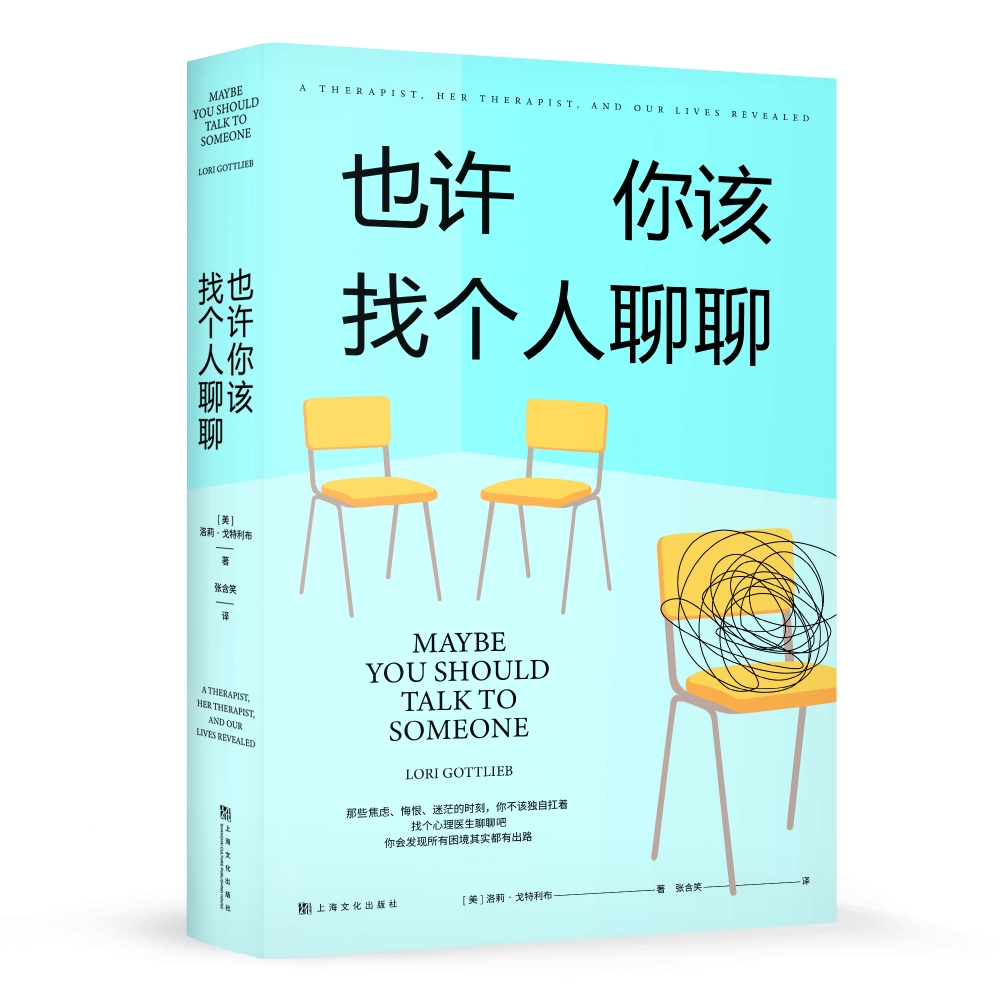 MAYBE
YOU SHOULD
TALK TO
SOMEONE
LORI GOTTLIEB
也许你该
找个人聊聊
[美]
洛莉·戈特利布
著
张含笑
译
A THERAPIST,
HER THERAPIST,
AND OUR
LIVES REVEALED
上海文化出版社
A THERAPIST, HER THERAPIST, AND OUR LIVES REVEALED
也许 你该
找个人聊聊
MAYBE
YOU SHOULD
TALK TO
SOMEONE
LORI GOTTLIEB
那些焦虑、悔恨、迷茫的时刻，你不该独自扛着
找个心理医生聊聊吧
你会发现所有困境其实都有出路
上海文化出版社 [美]洛莉·戈特利布 著 张含笑 译